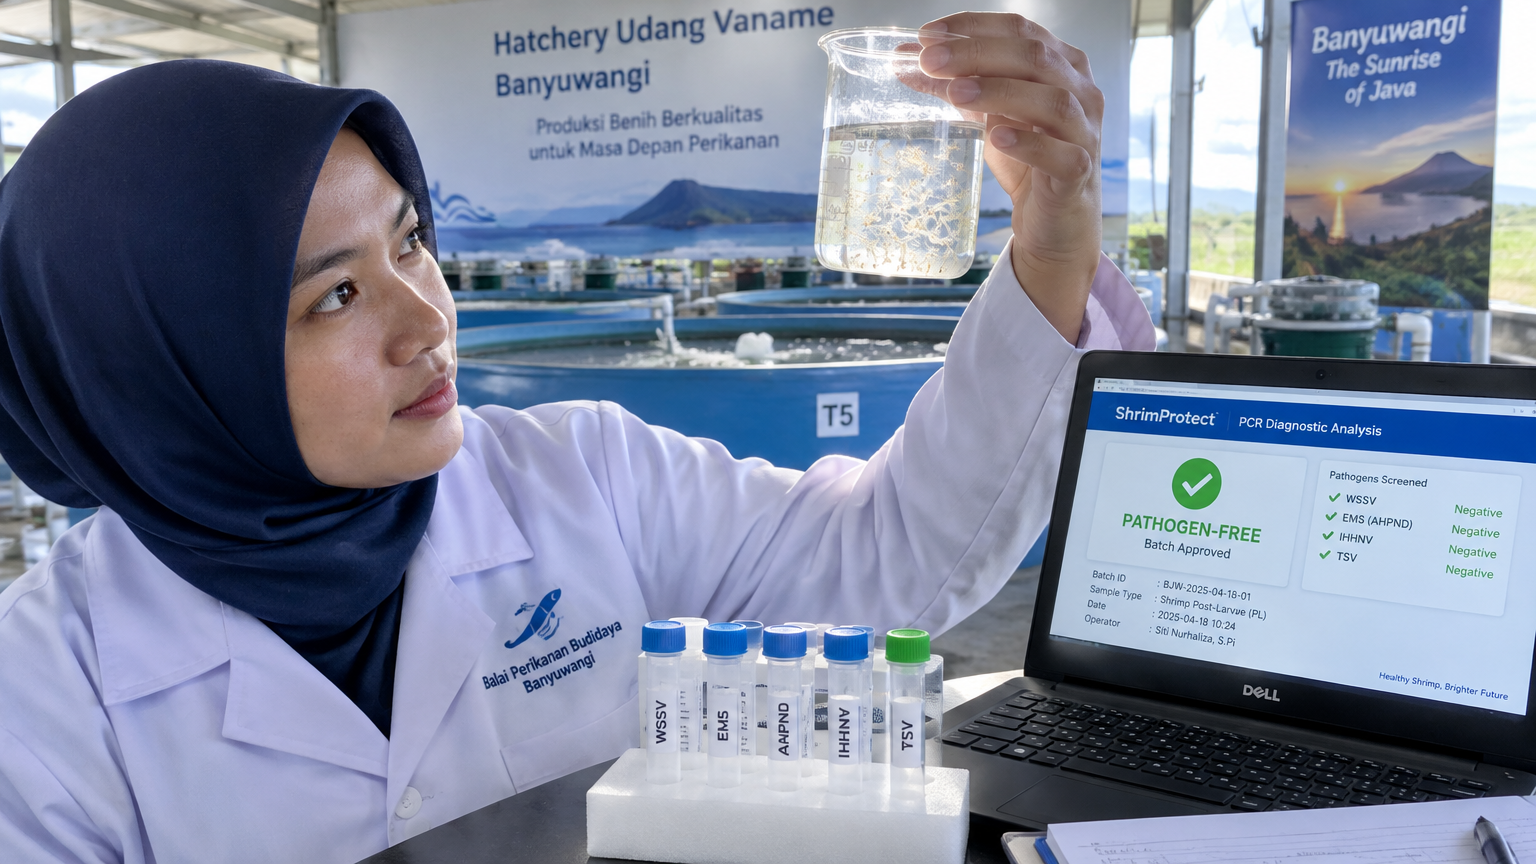 Hatchery Udang Vaname
Banyuwangi
Produksi Benih Berkualitas
untuk Masa Depan Perikanan
Banyuwangi
The Sunrise
of Java
T5
Balai Perikanan Budidaya
Banyuwangi
WSSV
EMS
AHPND
IHHNV
TSV
ShrimProtect
PCR Diagnostic Analysis
PATHOGEN-FREE
Batch Approved
Pathogens Screened
WSSV Negative
EMS (AHPND) Negative
IHHNV Negative
TSV Negative
Batch ID : BJW-2025-04-18-01
Sample Type : Shrimp Post-Larvae (PL)
Date : 2025-04-18 10:24
Operator : Siti Nurhaliza, S.Pi
Healthy Shrimp, Brighter Future
DELL